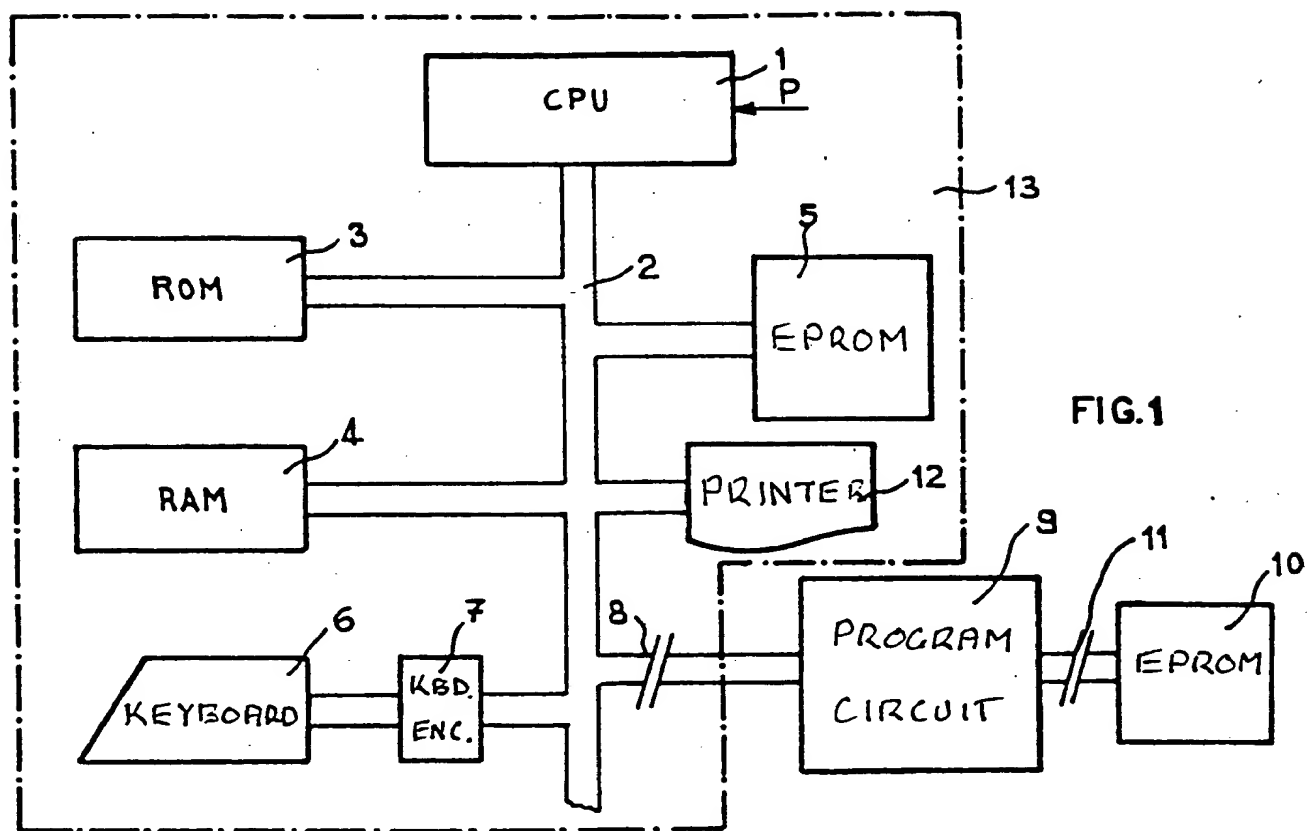 1
CPU
P
13
3
ROM
2
5
EPROM
FIG.1
4
RAM
PRINTER
12
9
11
10
6
7
8
KEYBOARD
KBD.
ENC.
PROGRAM
CIRCUIT
EPROM